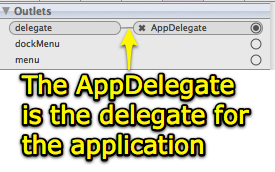 Outlets
delegate AppDelegate
dockMenu
menu
The AppDelegate
is the delegate for
the application